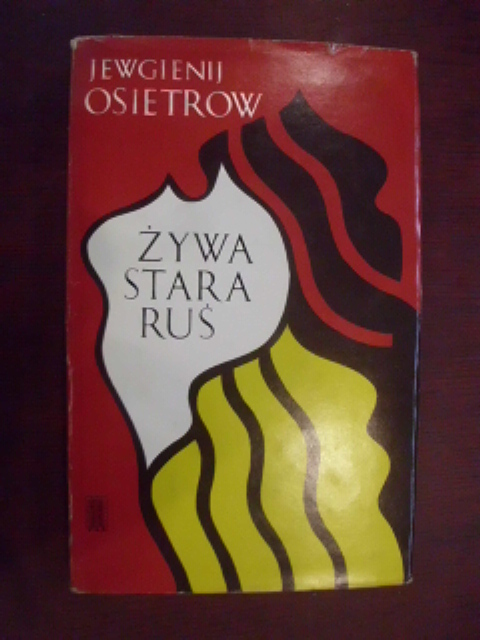 JEWGIENIJ
OSIETROW
ŻYWA
STARA
RUŚ